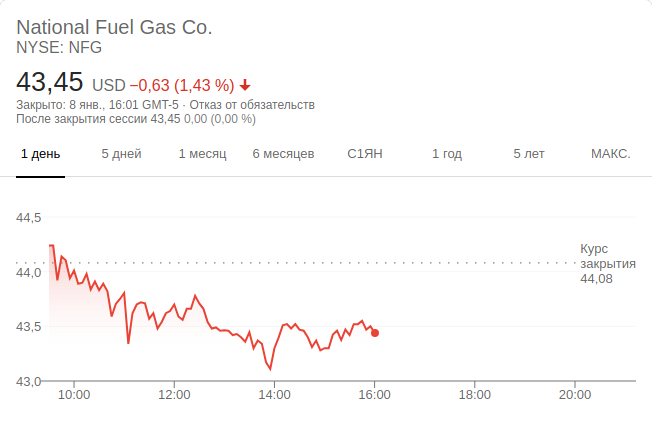 National Fuel Gas Co.
NYSE: NFG
43,45 USD −0,63 (1,43 %)
Закрыто: 8 янв., 16:01 GMT-5 · Отказ от обязательств
После закрытия сессии 43,45 0,00 (0,00 %)
1 день 5 дней 1 месяц 6 месяцев С1ЯН 1 год 5 лет МАКС.
44,5
Курс
закрытия
44,08
44,0
43,5
43,0
10:00 12:00 14:00 16:00 18:00 20:00